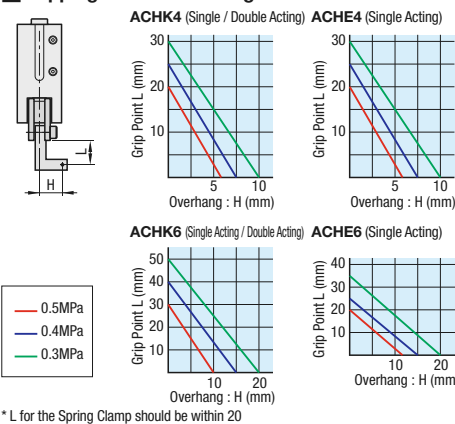 ACHK4 (Single / Double Acting)
ACHE4 (Single Acting)
L
H
Grip Point L (mm)
30
20
10
5
10
Overhang : H (mm)
Grip Point L (mm)
30
20
10
5
10
Overhang : H (mm)
ACHK6 (Single Acting / Double Acting)
ACHE6 (Single Acting)
0.5MPa
0.4MPa
0.3MPa
Grip Point L (mm)
50
40
30
20
10
10
20
Overhang : H (mm)
Grip Point L (mm)
40
30
20
10
10
20
Overhang : H (mm
* L for the Spring Clamp should be within 20